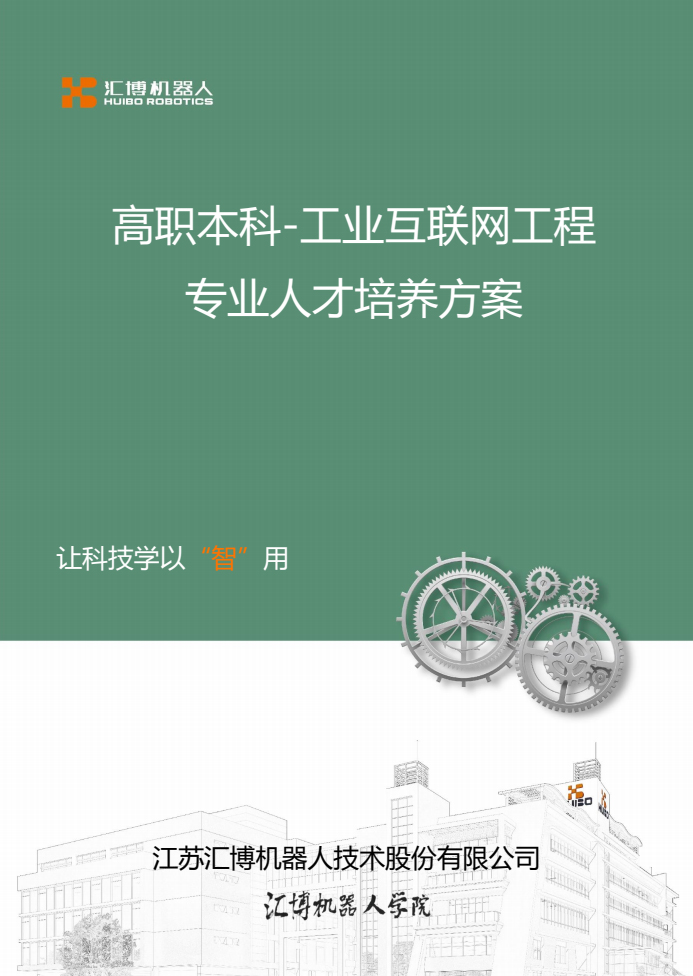 汇博机器人
HUIBO ROBOTICS
高职本科-工业互联网工程
专业人才培养方案
让科技学以“智”用
江苏汇博机器人技术股份有限公司
汇博机器人学院